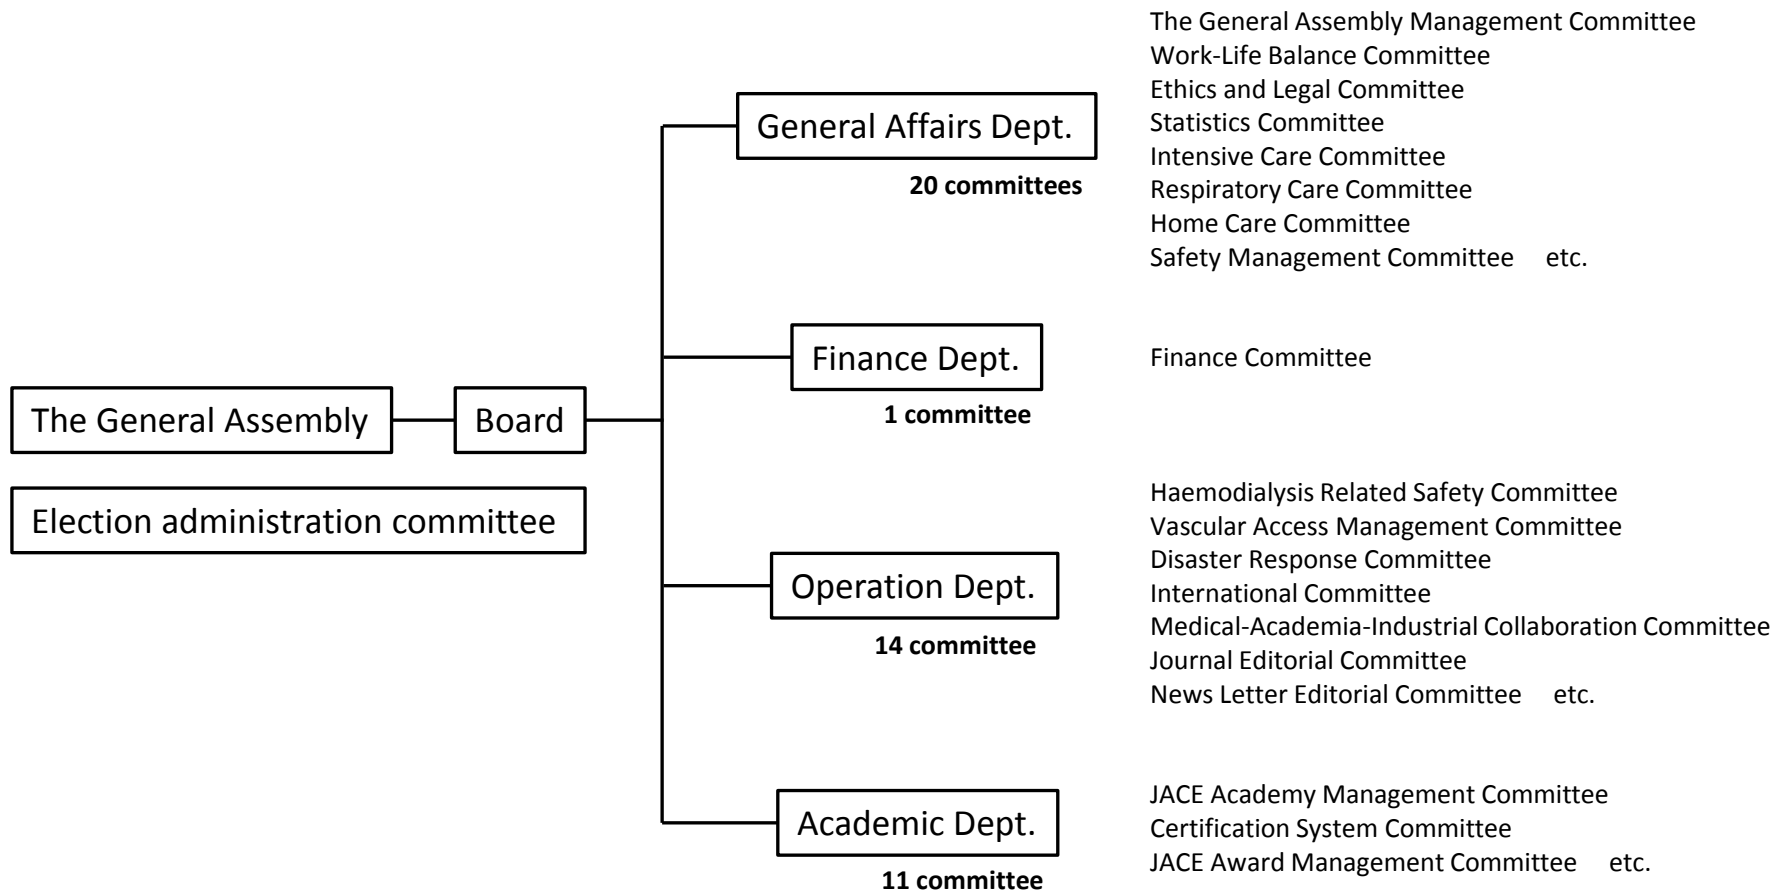 The General Assembly
Board
Election administration committee
General Affairs Dept.
20 committees
The General Assembly Management Committee
Work-Life Balance Committee
Ethics and Legal Committee
Statistics Committee
Intensive Care Committee
Respiratory Care Committee
Home Care Committee
Safety Management Committee etc.
Finance Dept.
1 committee
Finance Committee
Operation Dept.
14 committee
Haemodialysis Related Safety Committee
Vascular Access Management Committee
Disaster Response Committee
International Committee
Medical-Academia-Industrial Collaboration Committee
Journal Editorial Committee
News Letter Editorial Committee etc.
Academic Dept.
11 committee
JACE Academy Management Committee
Certification System Committee
JACE Award Management Committee etc.